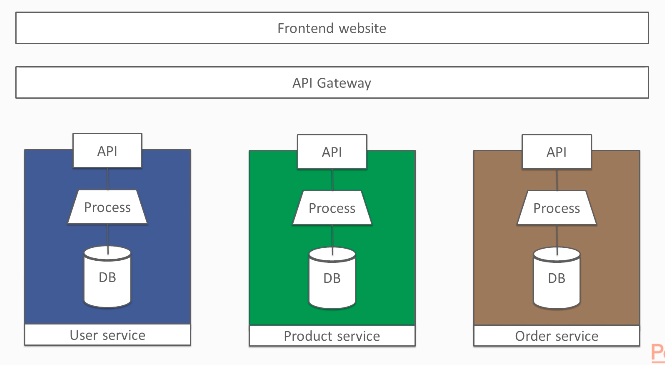 Frontend website
API Gateway
API
API
API
Process
Process
Process
DB
DB
DB
User service
Product service
Order service